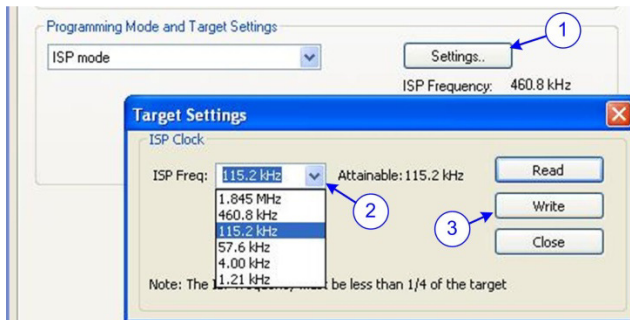 Programming Mode and Target Settings
1
ISP mode
Settings..
ISP Frequency: 460.8 kHz
Target Settings
ISP Clock
ISP Freq: 115.2 kHz Attainable: 115.2 kHz
Read
1.845 MHz
460.8 kHz
115.2 kHz
57.6 kHz
4.00 kHz
1.21 kHz
2
3
Write
Close
Note: The be less than 1/4 of the target